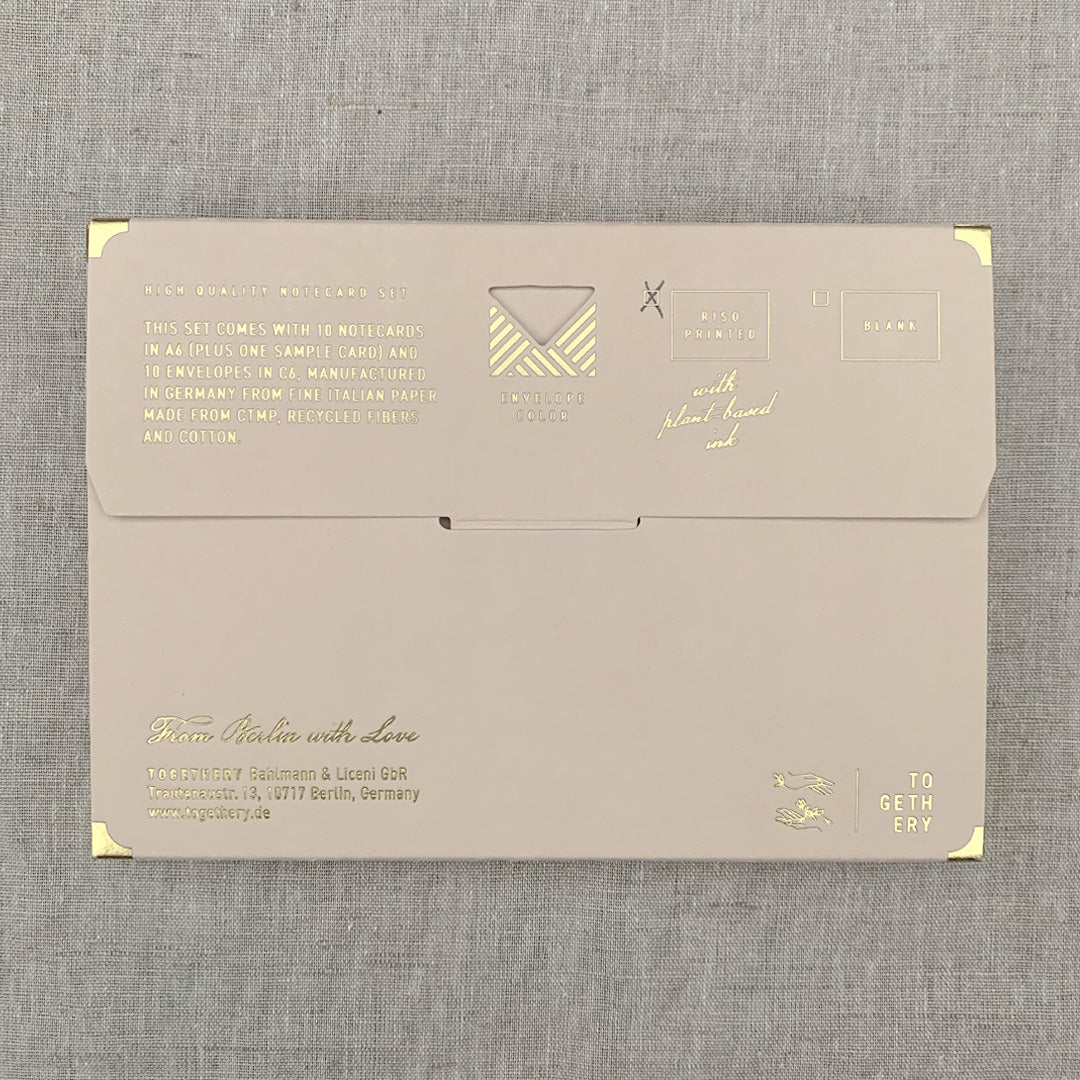 HIGH QUALITY NOTECARD SET
THIS SET COMES WITH 10 NOTECARDS
IN A6 (PLUS ONE SAMPLE CARD) AND
10 ENVELOPES IN C6, MANUFACTURED
IN GERMANY FROM FINE ITALIAN PAPER
MADE FROM CTMP, RECYCLED FIBERS
AND COTTON.
ENVELOPE
COLOR
X
RISO
PRINTED
with
plant-based
ink
BLANK
From Berlin with Love
TOGETHERY Bahlmann & Liceni GbR
Trautenaustr. 13, 10717 Berlin, Germany
www.togethery.de
TO
GETH
ERY